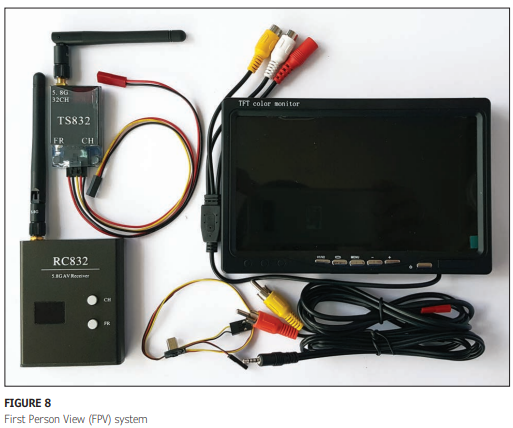 5.8G
32CH
TS832
FR CH
TFT color monitor
RC832
5.8G AV Receiver
CH
FR
MENU
FIGURE 8
First Person View (FPV) system